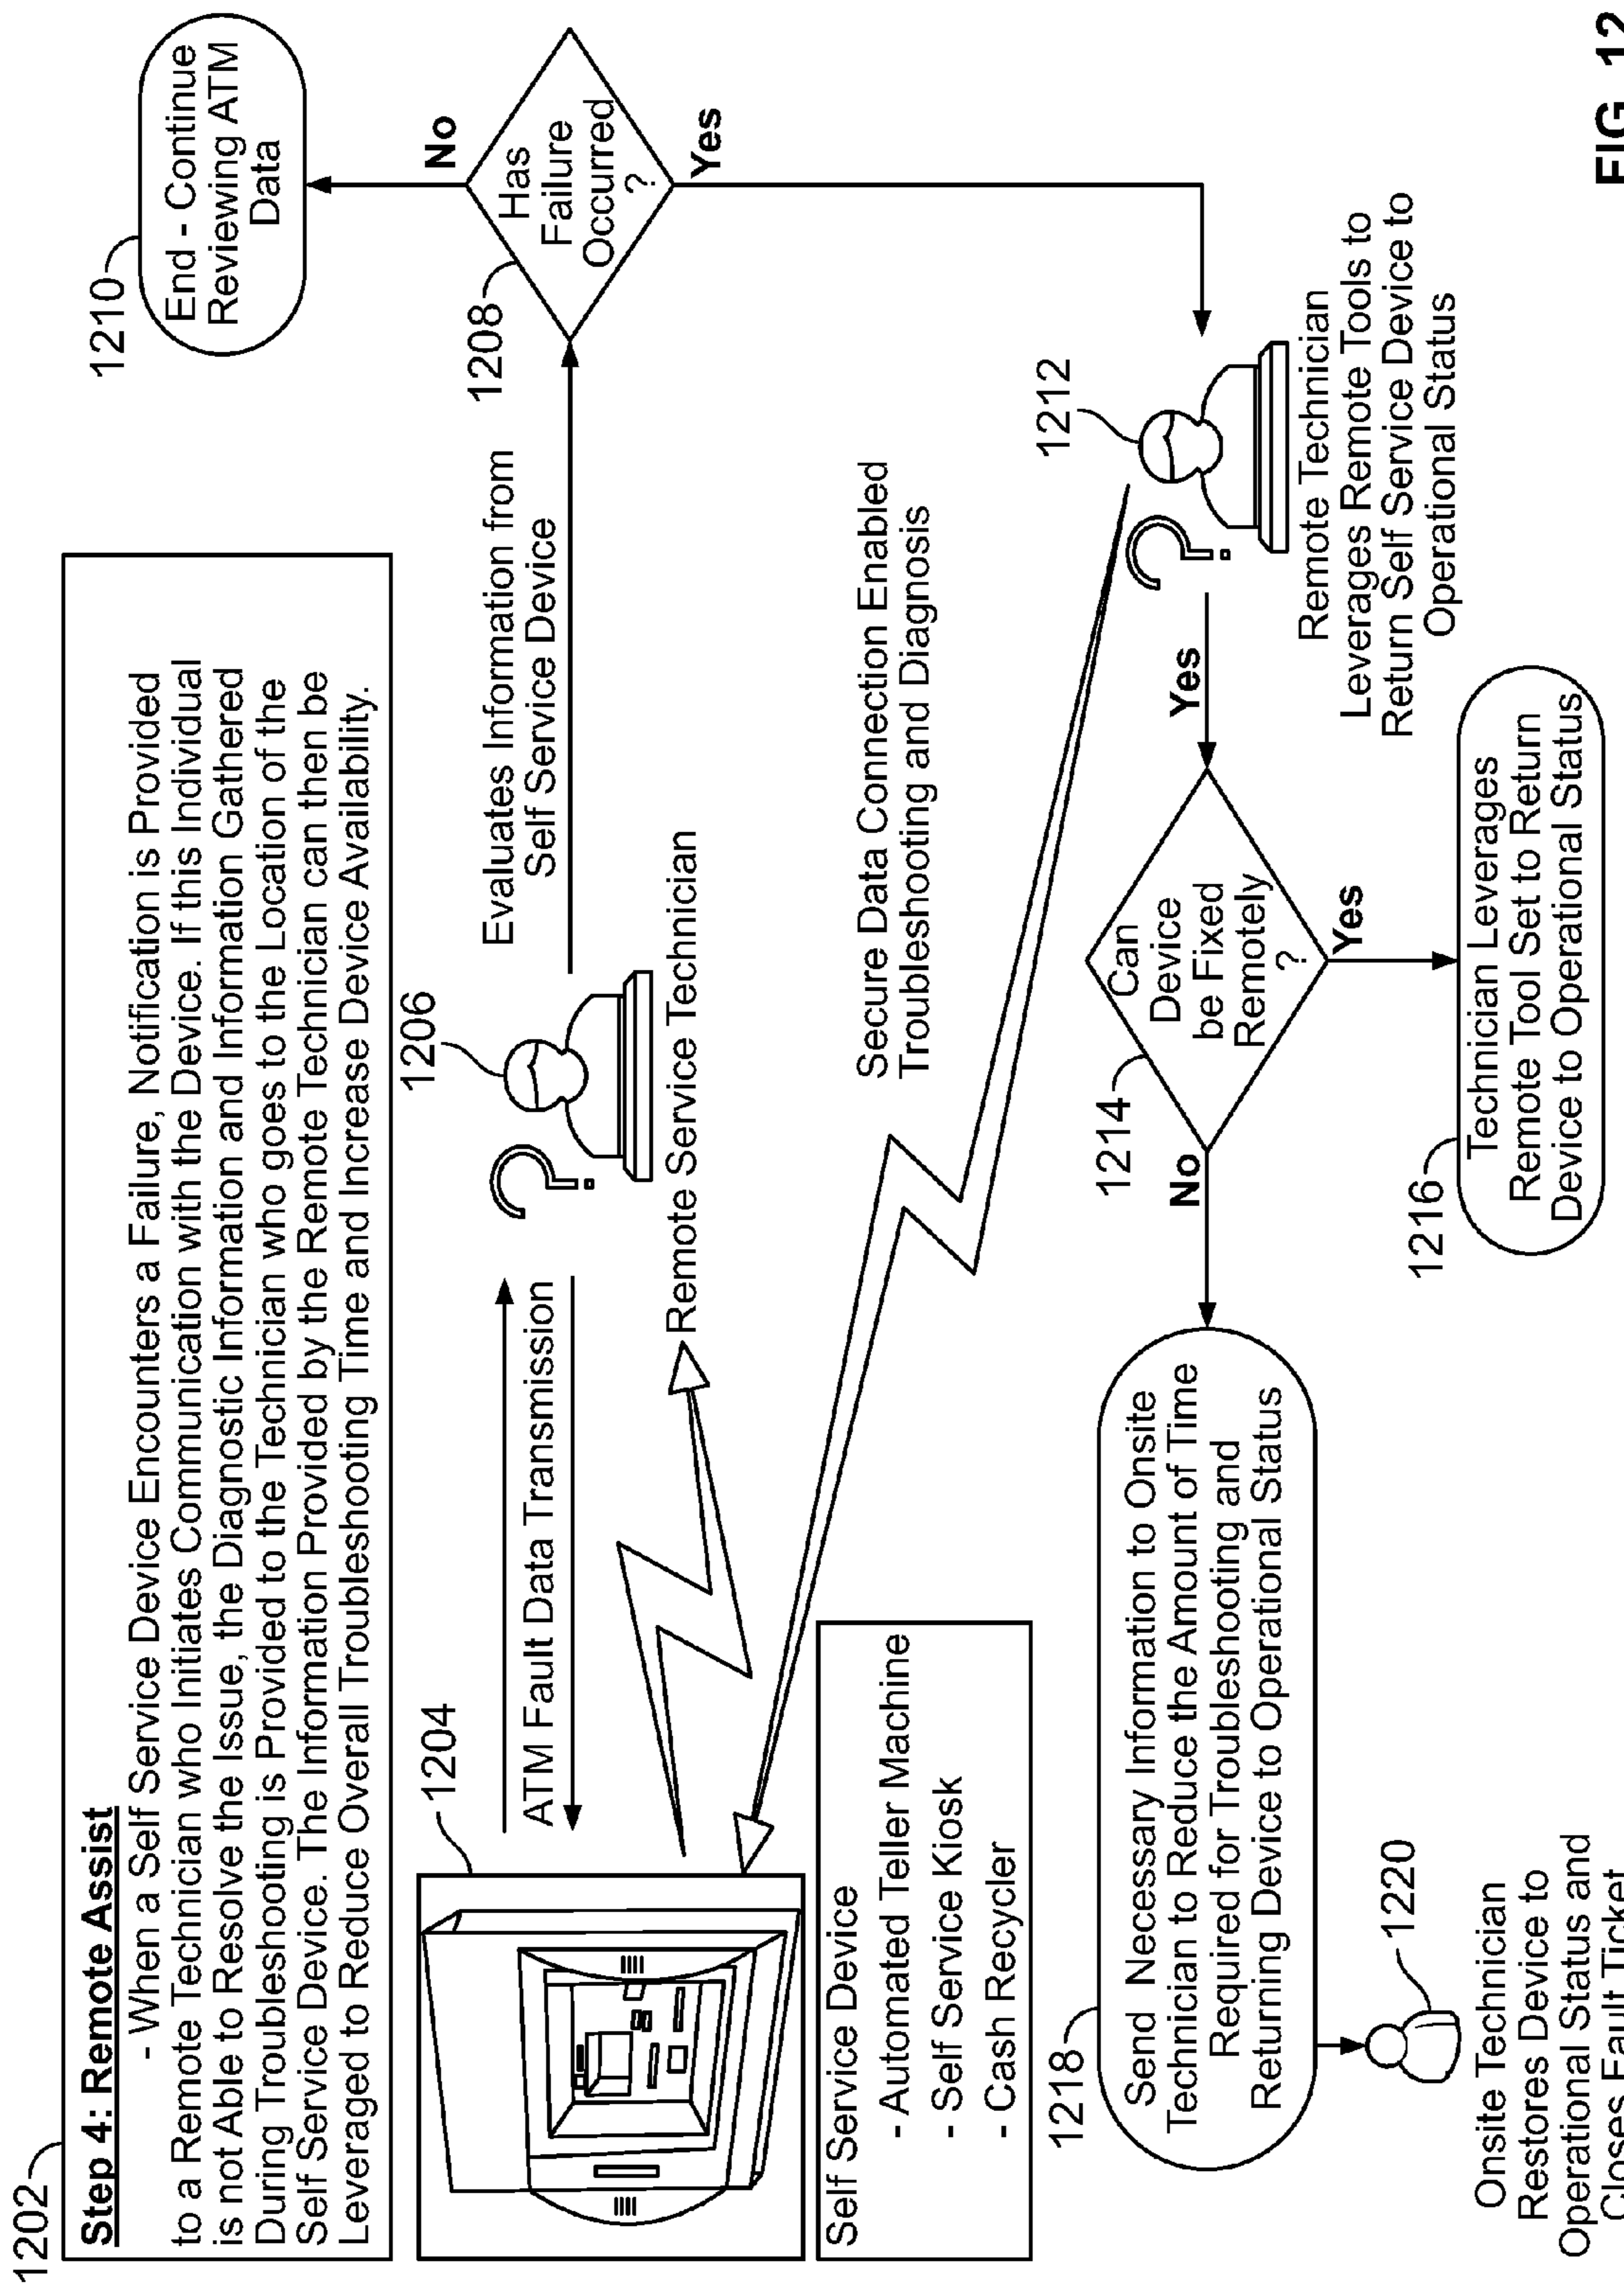 1202
Step 4: Remote Assist
- When a Self Service Device Encounters a Failure, Notification is Provided
to a Remote Technician who Initiates Communication with the Device. If this Individual
is not Able to Resolve the Issue, the Diagnostic Information and Information Gathered
During Troubleshooting is Provided to the Technician who goes to the Location of the
Self Service Device. The Information Provided by the Remote Technician can then be
Leveraged to Reduce Overall Troubleshooting Time and Increase Device Availability.
1204
ATM Fault Data Transmission
1206
Remote Service Technician
Evaluates Information from
Self Service Device
1208
Has
Failure
Occurred
?
No
Yes
1210
End - Continue
Reviewing ATM
Data
Self Service Device
- Automated Teller Machine
- Self Service Kiosk
- Cash Recycler
Secure Data Connection Enabled
Troubleshooting and Diagnosis
1212
Remote Technician
Leverages Remote Tools to
Return Self Service Device to
Operational Status
Yes
1214
Can
Device
be Fixed
Remotely
?
No
Yes
1216
Technician Leverages
Remote Tool Set to Return
Device to Operational Status
1218
Send Necessary Information to Onsite
Technician to Reduce the Amount of Time
Required for Troubleshooting and
Returning Device to Operational Status
1220
Onsite Technician
Restores Device to
Operational Status and
Closes Fault Ticket
FIG. 12